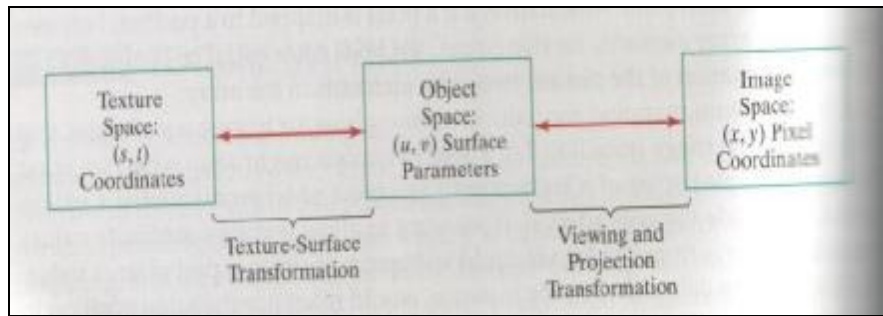 Texture
Space:
(s, t)
Coordinates
Object
Space:
(u, v) Surface
Parameters
Image
Space:
(x, y) Pixel
Coordinates
Texture-Surface
Transformation
Viewing and
Projection
Transformation